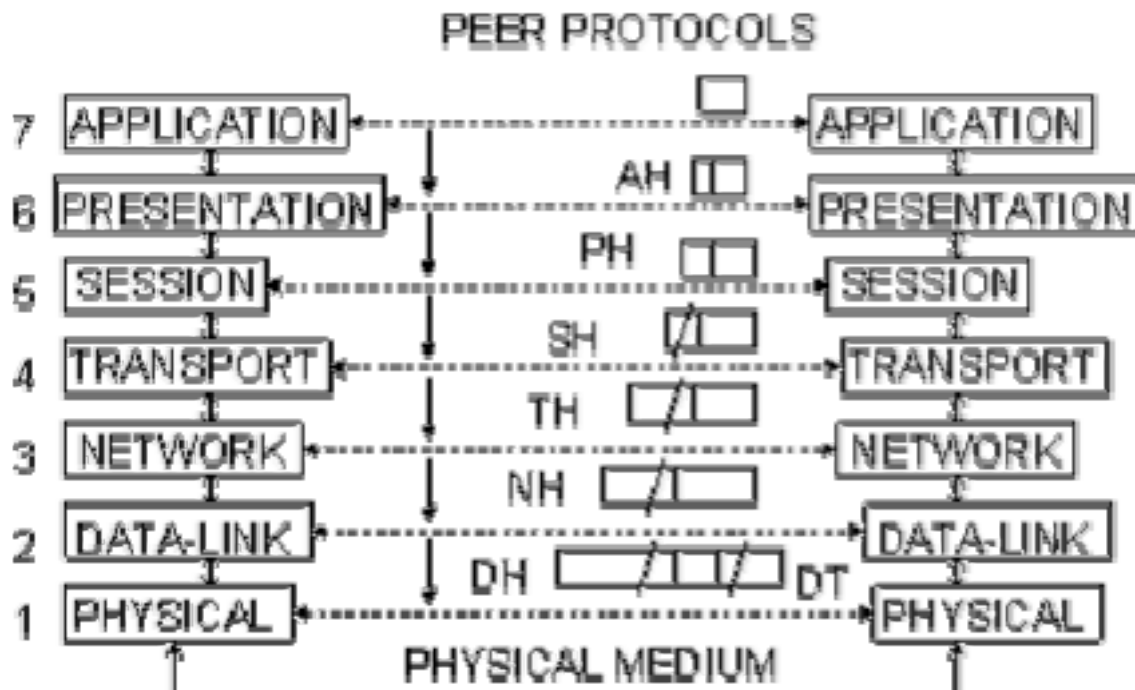 PEER PROTOCOLS
7 APPLICATION APPLICATION
AH
6 PRESENTATION PRESENTATION
PH
5 SESSION SESSION
SH
4 TRANSPORT TRANSPORT
TH
3 NETWORK NETWORK
NH
2 DATA-LINK DATA-LINK
DH DT
1 PHYSICAL PHYSICAL
PHYSICAL MEDIUM